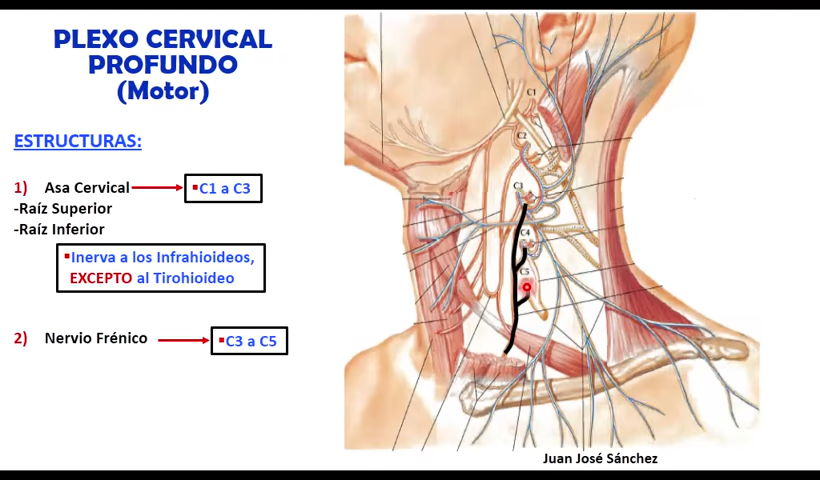 PLEXO CERVICAL
PROFUNDO
(Motor)
ESTRUCTURAS:
1) Asa Cervical
▪C1 a C3
-Raíz Superior
-Raíz Inferior
▪Inerva a los Infrahioideos,
EXCEPTO al Tirohioideo
2) Nervio Frénico
▪C3 a C5
C1
C2
C3
C4
C5
Juan José Sánchez